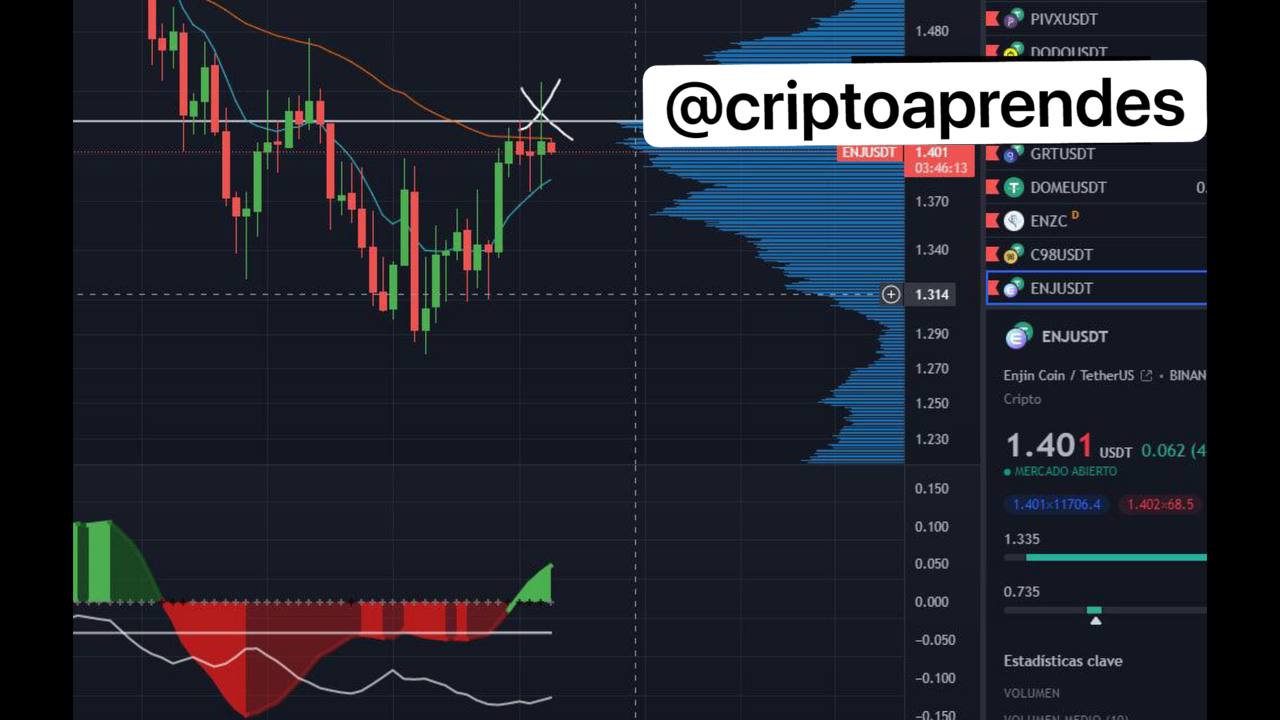 1.480
PIVXUSDT
DODOUSDT
@criptoaprendes
ENJUSDT
1.401
03:46:13
GRTUSDT
DOMEUSDT
0.
1.370
ENZC D
1.340
C98USDT
1.314
ENJUSDT
1.290
ENJUSDT
1.270
Enjin Coin / TetherUS • BINAN
1.250
Cripto
1.230
1.401 USDT 0.062 (4
MERCADO ABIERTO
0.150
1.401×11706.4
1.402×68.5
0.100
1.335
0.050
0.735
0.000
−0.050
Estadísticas clave
−0.100
VOLUMEN
−0.150
VOLUMEN MEDIO (10)